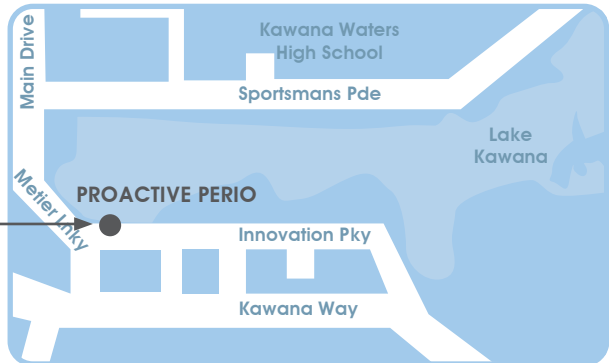 Main Drive
Kawana Waters
High School
Sportsmans Pde
Lake
Kawana
Metier Lnky
PROACTIVE PERIO
Innovation Pky
Kawana Way